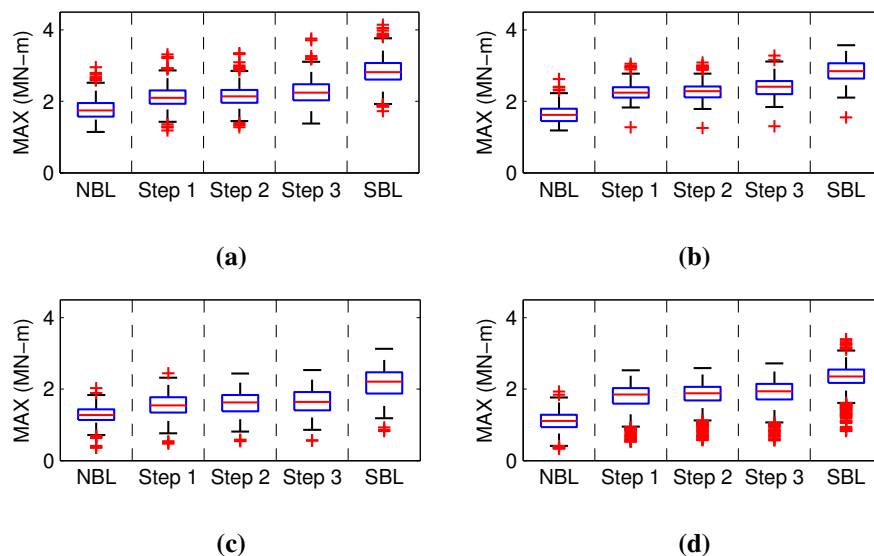 MAX (MN-m)
4
2
0
NBL Step 1 Step 2 Step 3 SBL
(a)
MAX (MN-m)
4
2
0
NBL Step 1 Step 2 Step 3 SBL
(b)
MAX (MN-m)
4
2
0
NBL Step 1 Step 2 Step 3 SBL
(c)
MAX (MN-m)
4
2
0
NBL Step 1 Step 2 Step 3 SBL
(d)